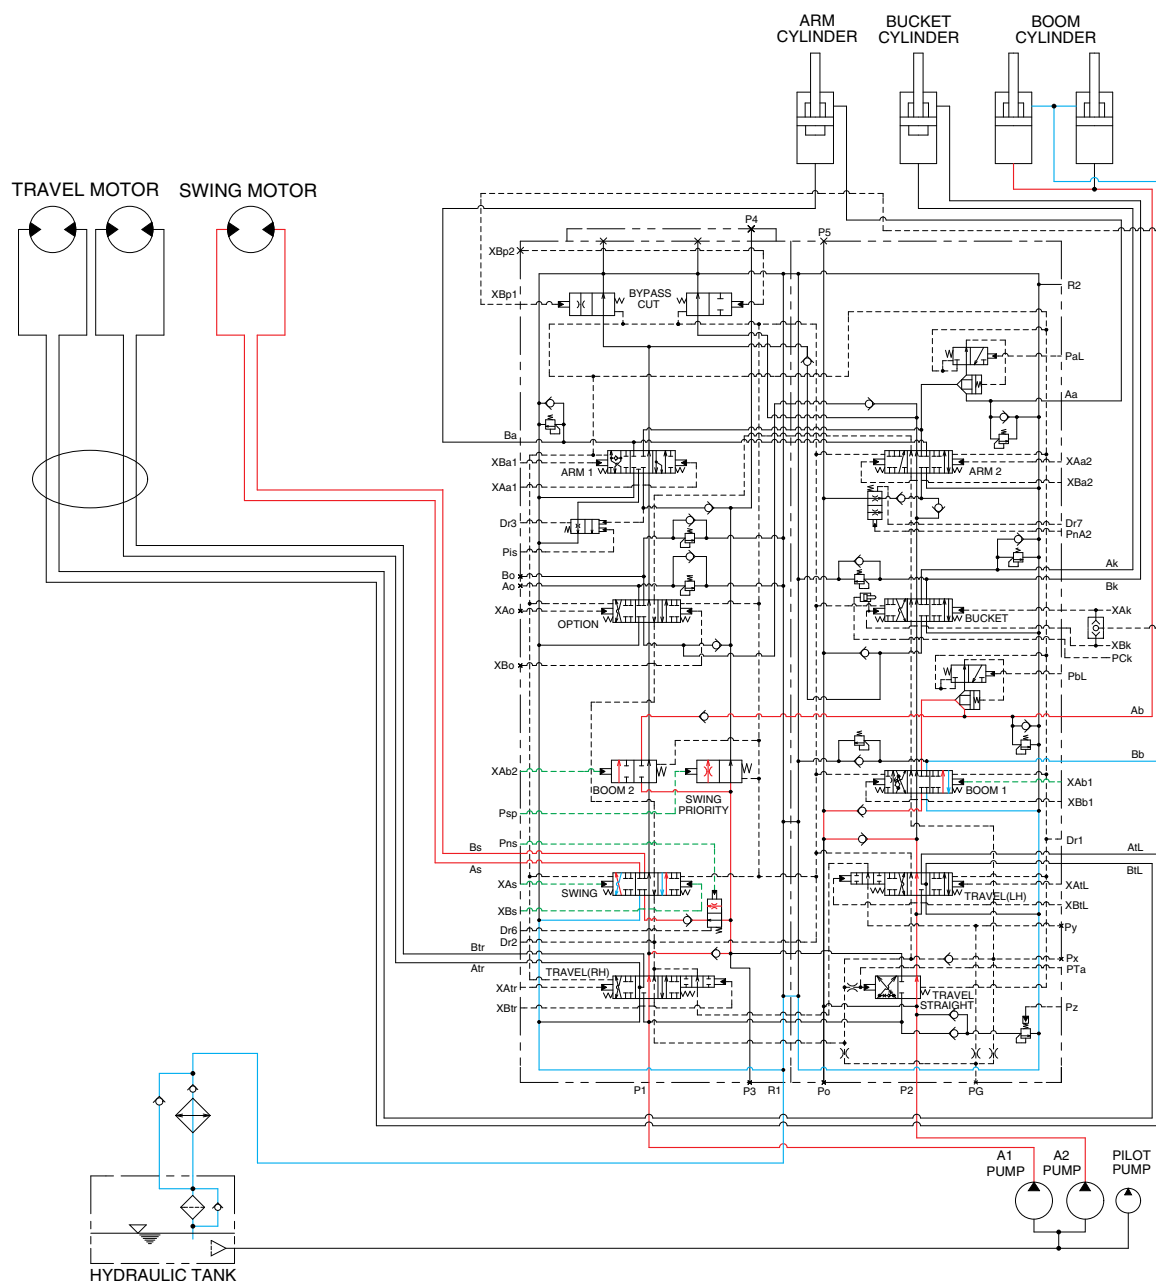 ARM
CYLINDER
BUCKET
CYLINDER
BOOM
CYLINDER
TRAVEL MOTOR
SWING MOTOR
P4
P5
XBp2
XBp1
BYPASS
CUT
R2
PaL
Aa
Ba
XBa1
ARM 1
XAa1
ARM 2
XAa2
XBa2
Dr3
Pis
Dr7
PnA2
Bo
Ao
Ak
Bk
XAo
OPTION
XBo
BUCKET
XAk
XBk
PCk
PbL
Ab
Bb
XAb2
BOOM 2
SWING
PRIORITY
Psp
BOOM 1
XAb1
XBb1
Pns
Dr1
Bs
As
AtL
BtL
XAs
SWING
XBs
TRAVEL(LH)
XAtL
XBtL
Dr6
Dr2
Py
Btr
Atr
Px
PTa
TRAVEL(RH)
XAtr
XBtr
TRAVEL
STRAIGHT
Pz
P1
P3
R1
Po
P2
PG
A1
PUMP
A2
PUMP
PILOT
PUMP
HYDRAULIC TANK